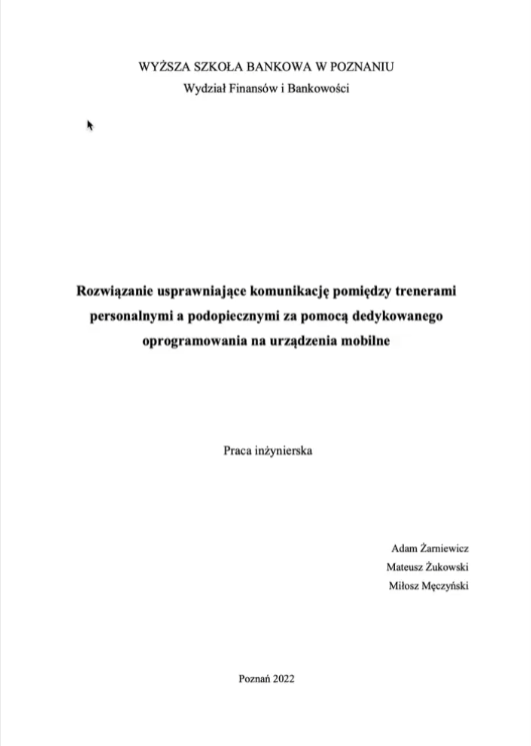 WYŻSZA SZKOŁA BANKOWA W POZNANIU
Wydział Finansów i Bankowości
Rozwiązanie usprawniające komunikację pomiędzy trenerami
personalnymi a podopiecznymi za pomocą dedykowanego
oprogramowania na urządzenia mobilne
Praca inżynierska
Adam Żarniewicz
Mateusz Żukowski
Miłosz Męczyński
Poznań 2022